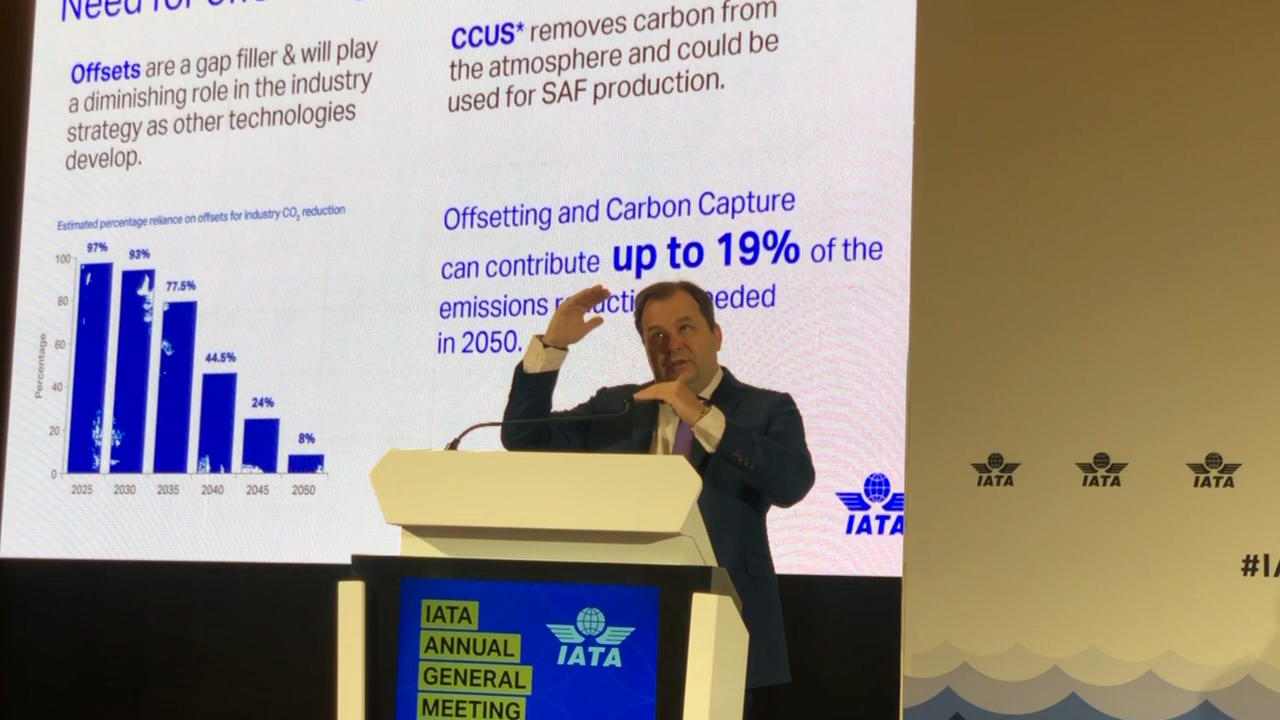 Need for
Offsets are a gap filler & will play
a diminishing role in the industry
strategy as other technologies
develop.
CCUS* removes carbon from
the atmosphere and could be
used for SAF production.
Estimated percentage reliance on offsets for industry CO₂ reduction
97%
93%
77.5%
44.5%
24%
8%
100
80
60
40
20
0
Percentage
2025 2030 2035 2040 2045 2050
Offsetting and Carbon Capture
can contribute up to 19% of the
emissions needed
in 2050.
IATA
IATA
ANNUAL
GENERAL
MEETING
IATA
IATA IATA IATA
#IA